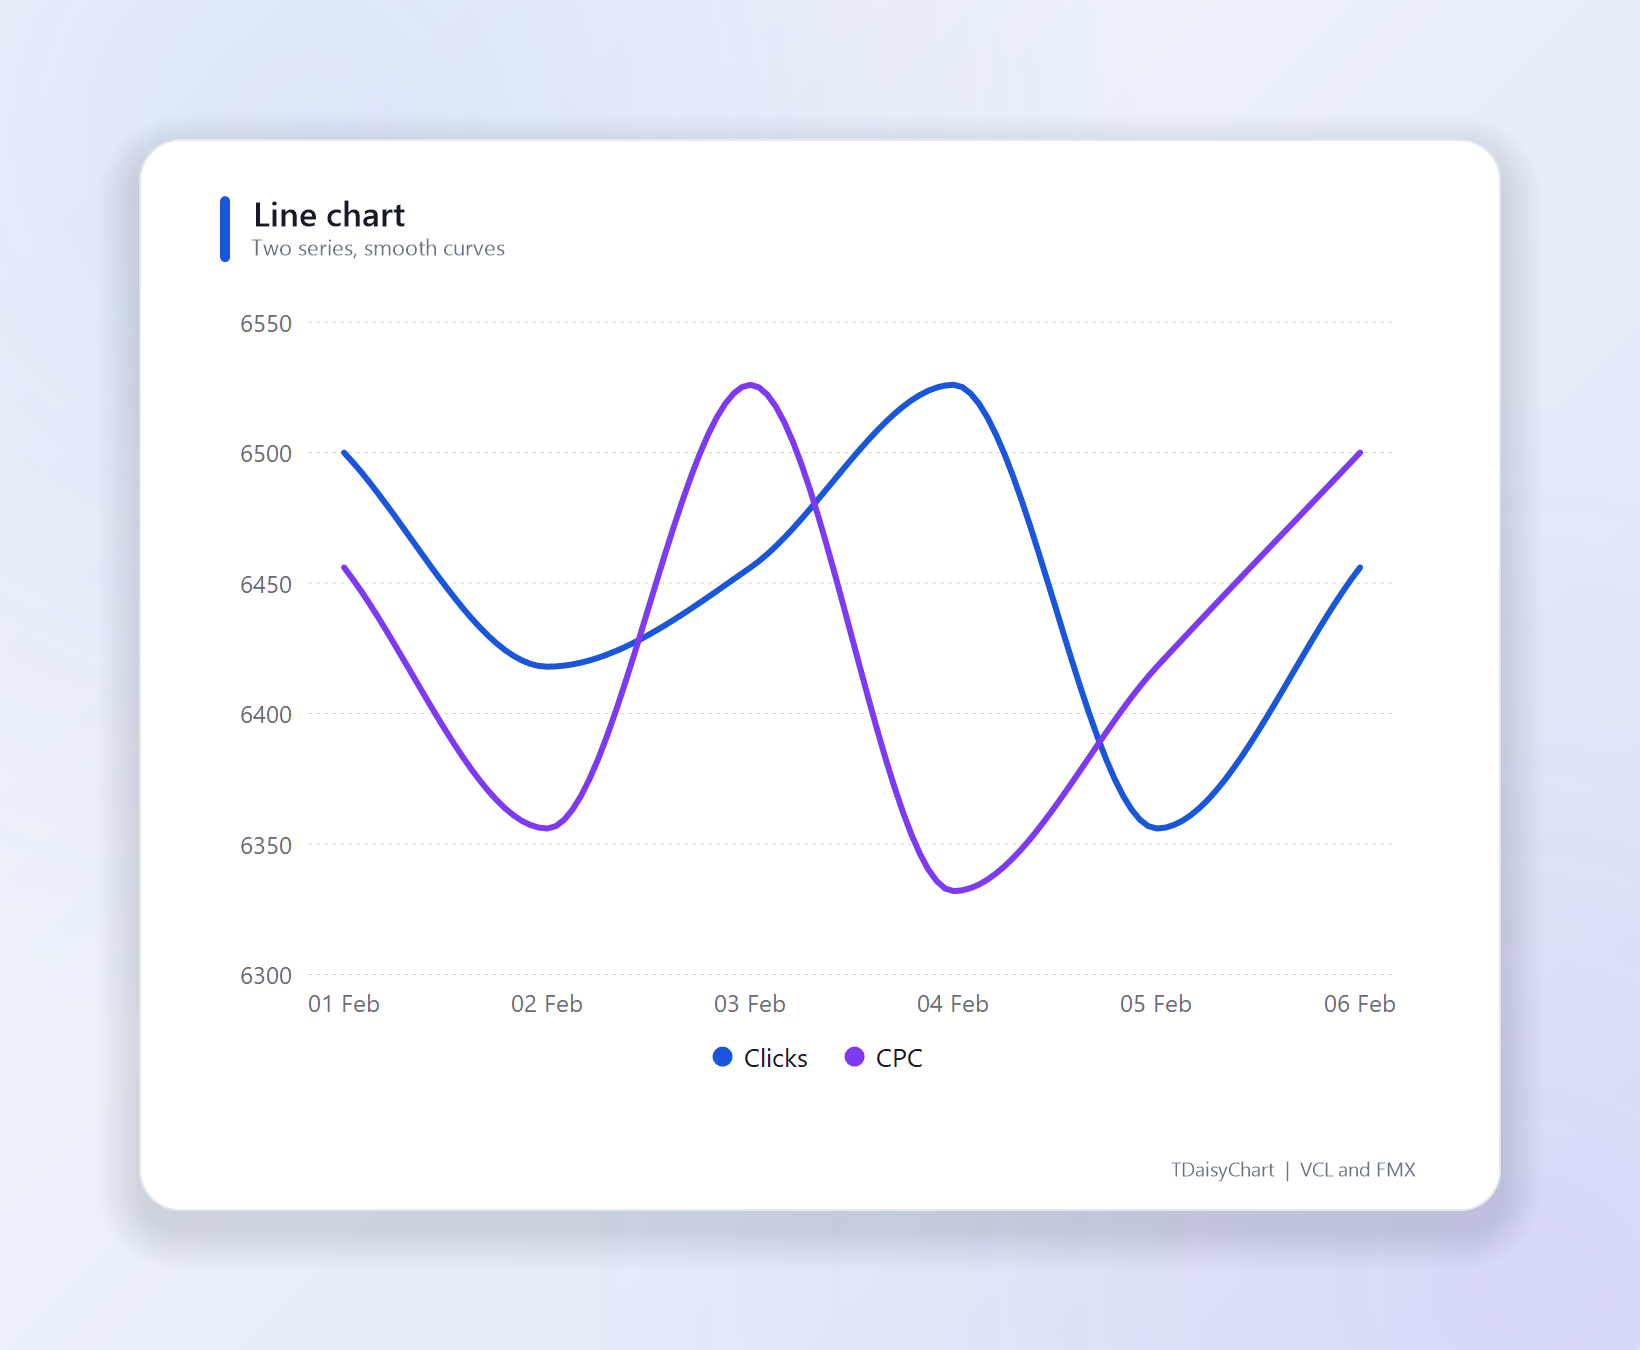 Line chart
Two series, smooth curves
6550
6500
6450
6400
6350
6300
01 Feb 02 Feb 03 Feb 04 Feb 05 Feb 06 Feb
Clicks CPC
TDaisyChart | VCL and FMX